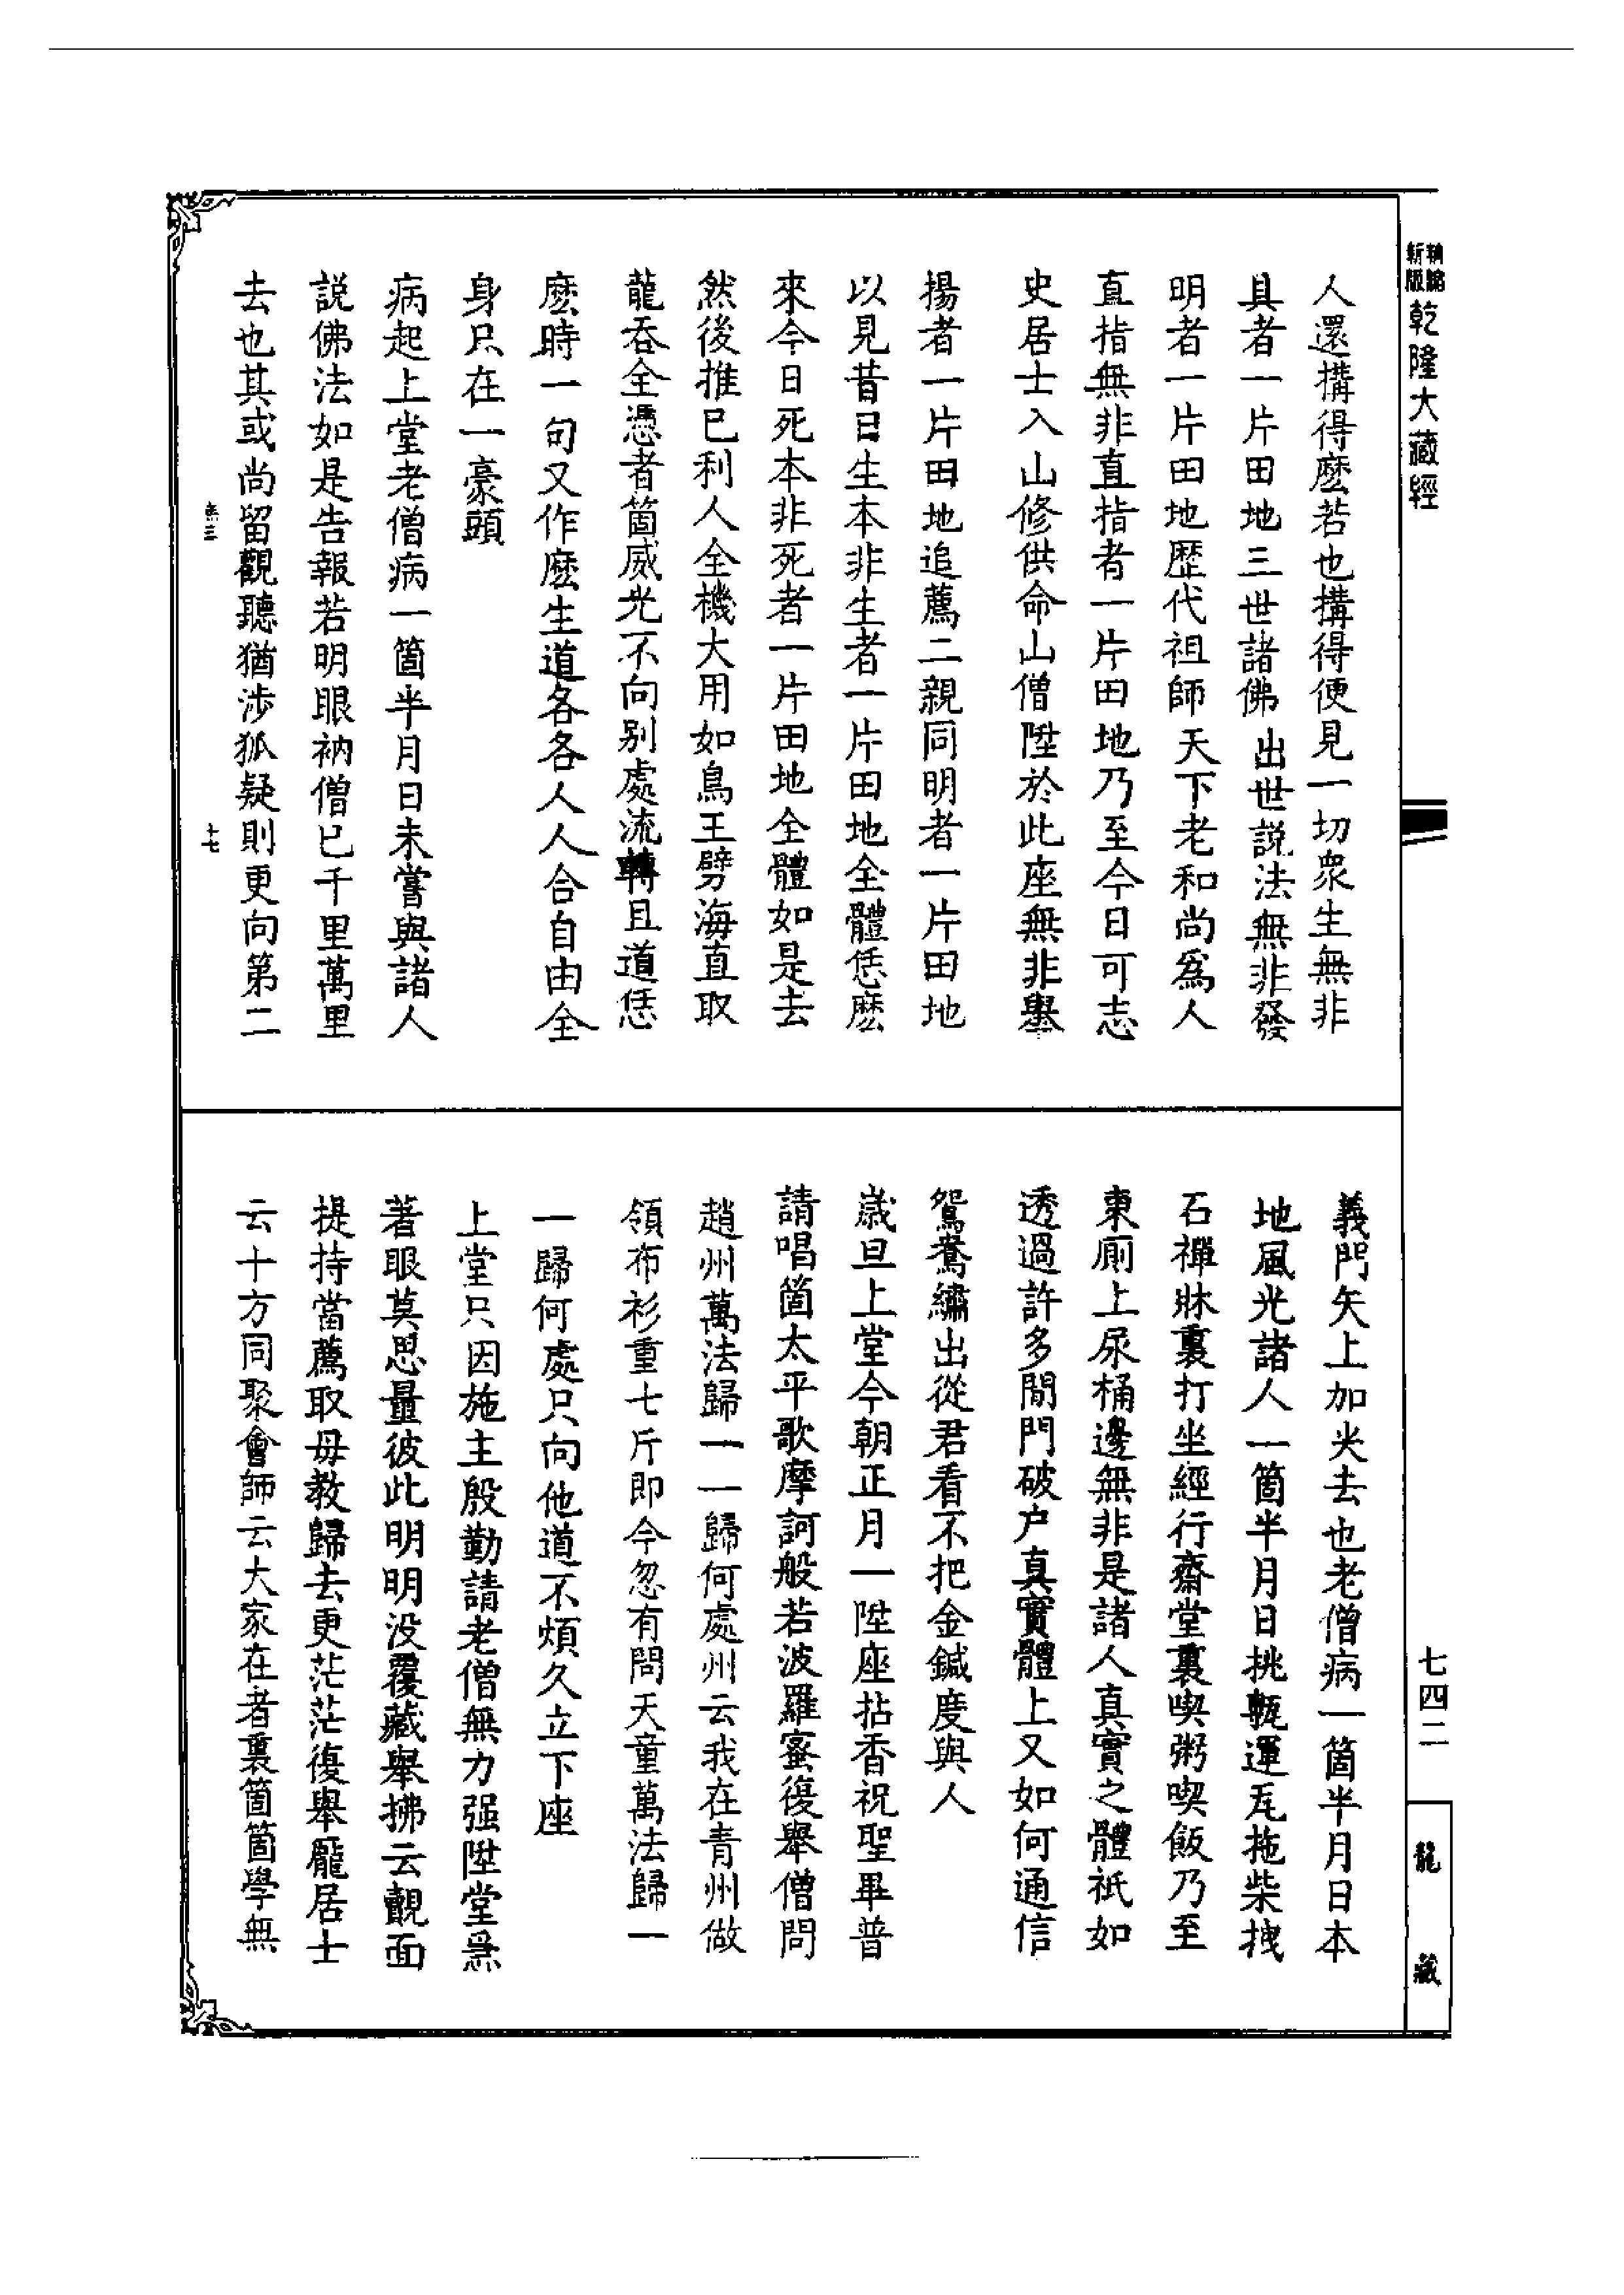 新編
縮版
乾隆大藏經
人還搆得麽若也搆得便見一切衆生無非
具者一片田地三世諸佛出世説法無非發
明者一片田地歴代祖師天下老和尚爲人
直指無非直指者一片田地乃至今日可志
史居士入山修供命山僧陞於此座無非舉
揚者一片田地追薦二親同明者一片田地
以見昔日生本非生者一片田地全體恁麽
來今日死本非死者一片田地全體如是去
然後推已利人全機大用如鳥王劈海直取
龍吞全憑者箇威光不向別處流轉且道恁
麽時一句又作麽生道各各人人合自由全
身只在一豪頭
病起上堂老僧病一箇半月日未嘗與諸人
説佛法如是告報若明眼衲僧已千里萬里
去也其或尚留觀聽猶涉狐疑則更向第二
七
義門矢上加尖去也老僧病一箇半月日本
地風光諸人一箇半月日挑甎運瓦拖柴拽
石禪牀裏打坐經行齋堂裏喫粥喫飯乃至
東厠上尿桶邊無非是諸人真實之體祇如
透過許多閒門破户真實體上又如何通信
鴛鴦繡出從君看不把金鍼度與人
歳旦上堂今朝正月一陞座拈香祝聖畢普
請唱箇太平歌摩訶般若波羅蜜復舉僧問
趙州萬法歸一一歸何處州云我在青州做
領布衫重七斤即今忽有問天童萬法歸一
一歸何處只向他道不煩久立下座
上堂只因施主殷勤請老僧無力强陞堂爲
著眼莫思量彼此明明没覆藏舉拂云覿面
提持當薦取毋教歸去更茫茫復舉龐居士
云十方同聚會師云大家在者裏箇箇學無
七四二
龍藏